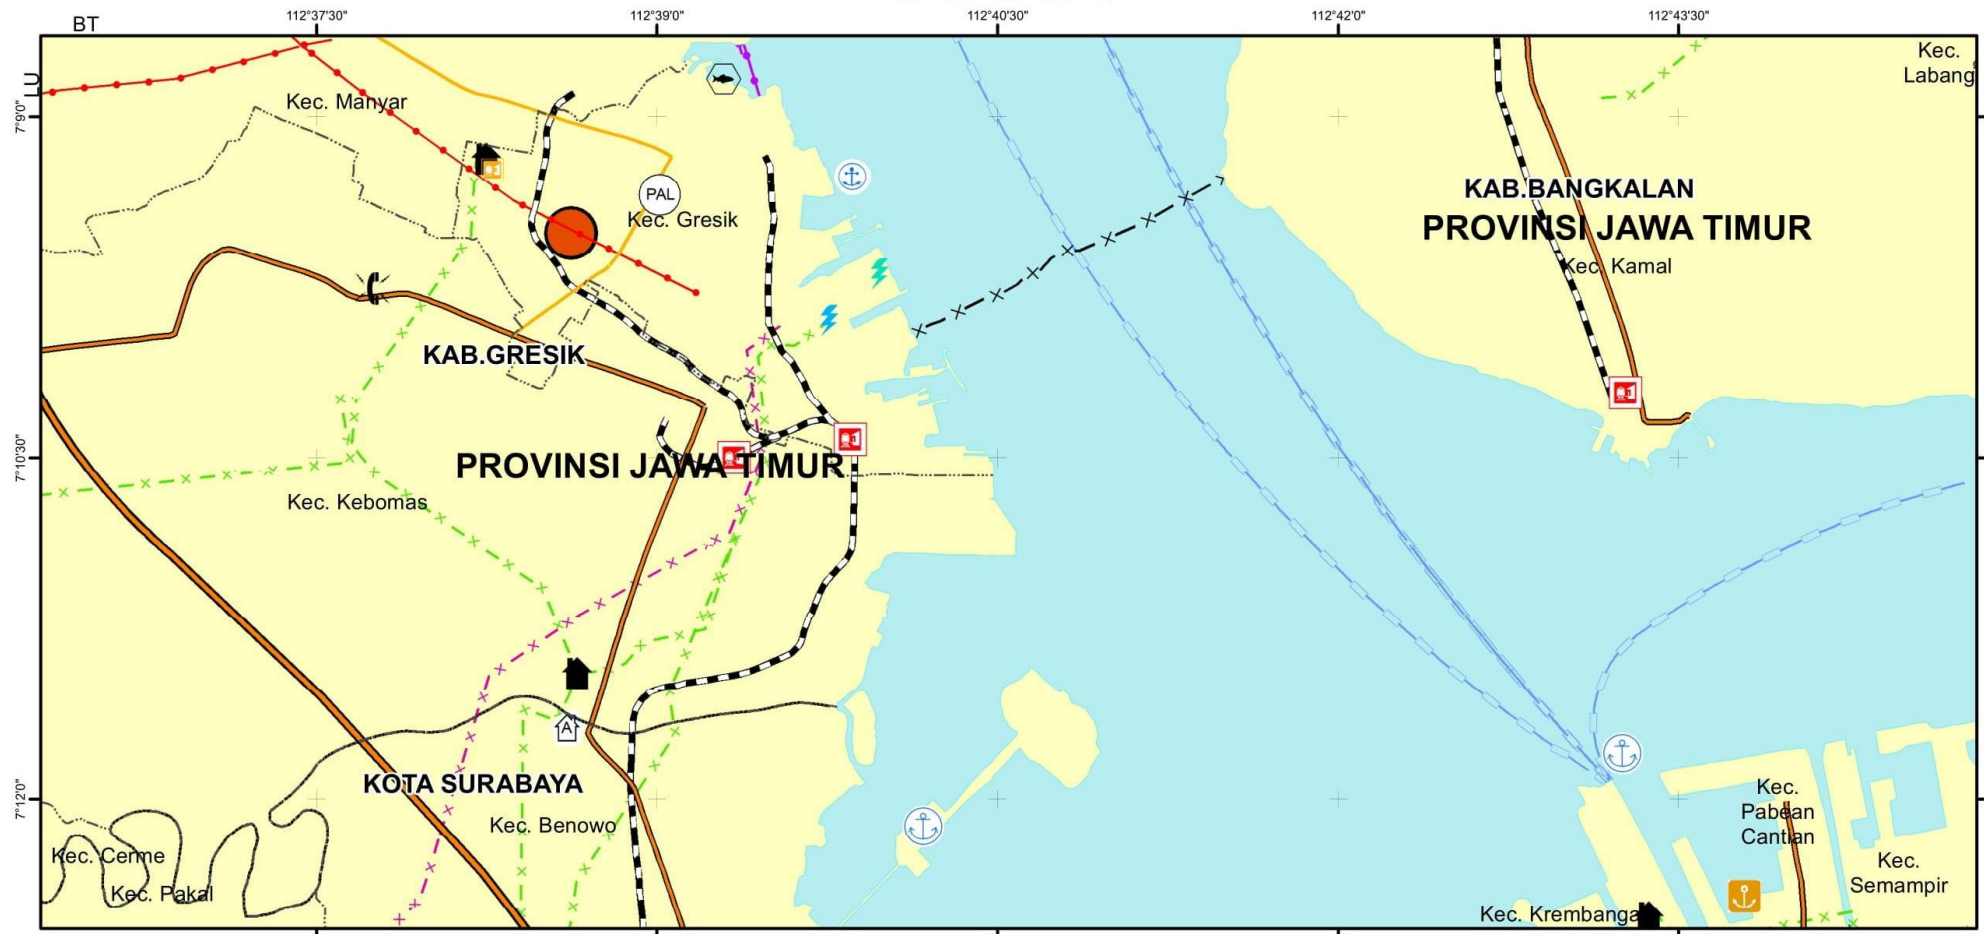 BT
112°37'30"
112°39'0"
112°40'30"
112°42'0"
112°43'30"
LU
7°9'0"
7°10'30"
7°12'0"
Kec. Manyar
PAL
Kec. Gresik
KAB.GRESIK
PROVINSI JAWA TIMUR
Kec. Kebomas
A
KOTA SURABAYA
Kec. Benowo
Kec. Cerme
Kec. Pakal
Kec.
Labang
KAB.BANGKALAN
PROVINSI JAWA TIMUR
Kec. Kamal
Kec.
Pabean
Cantian
Kec.
Semampir
Kec. Krembanga